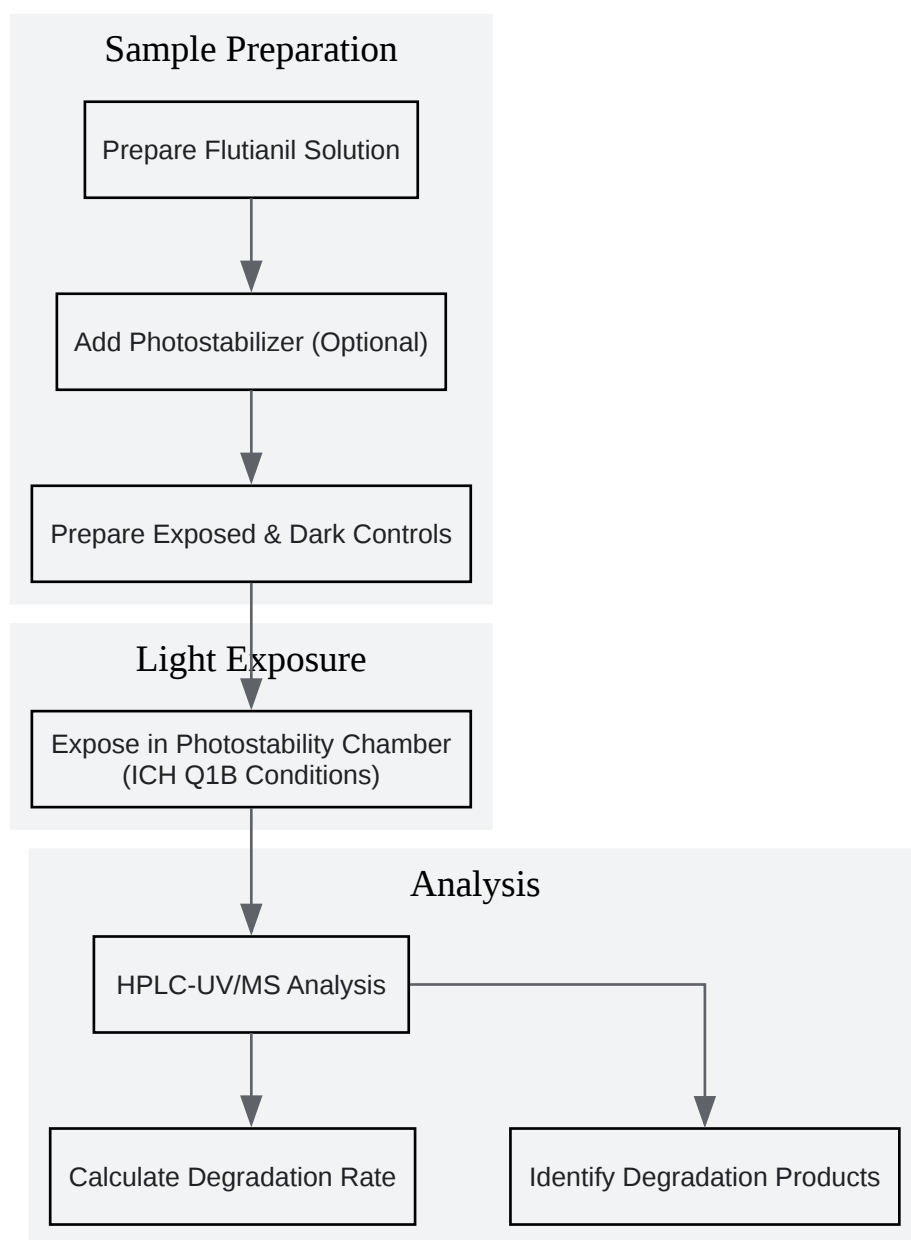 Sample Preparation
Prepare Flutianil Solution
Add Photostabilizer (Optional)
Prepare Exposed & Dark Controls
Light Exposure
Expose in Photostability Chamber
(ICH Q1B Conditions)
Analysis
HPLC-UV/MS Analysis
Calculate Degradation Rate
Identify Degradation Products